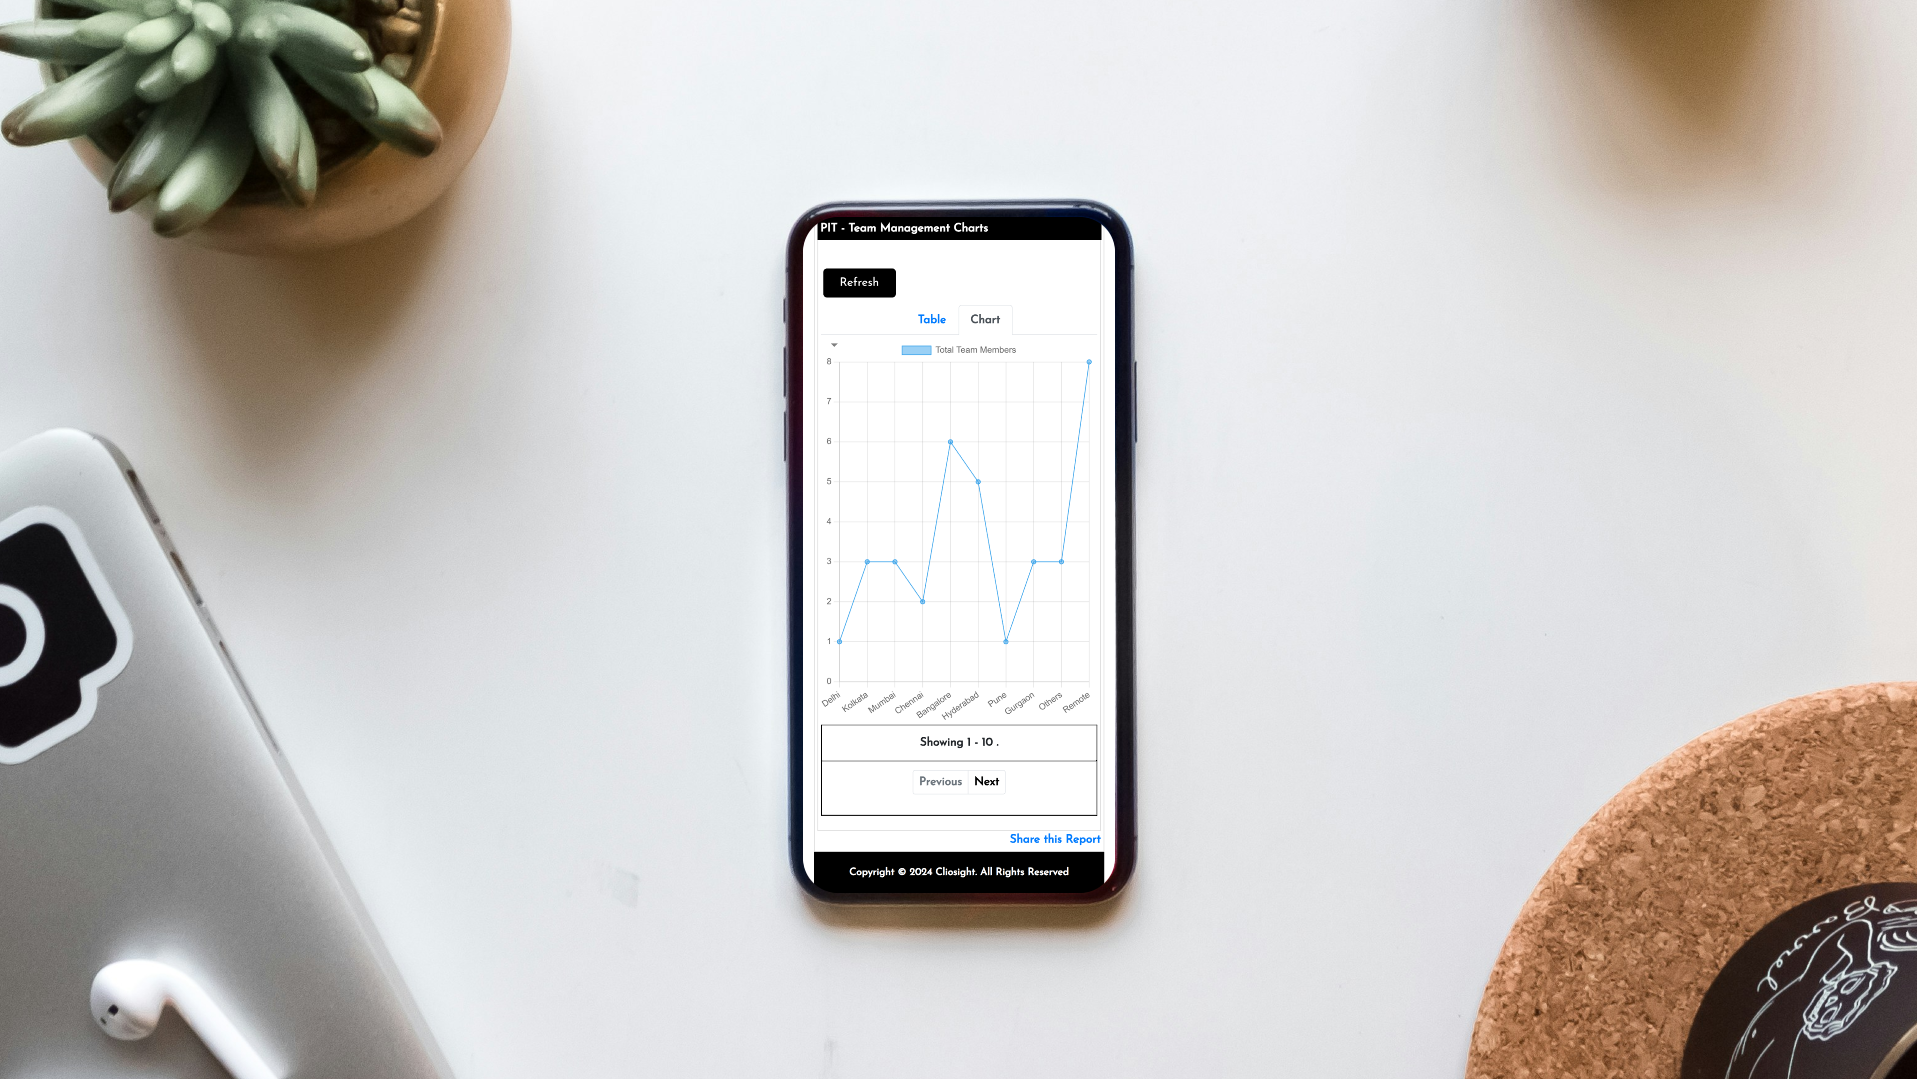 PIT - Team Management Charts
Refresh
Table Chart
Total Team Members
8
7
6
5
4
3
2
1
0
Delhi Kolkata Mumbai Chennai Bangalore Hyderabad Pune Gurgaon Others Remote
Showing 1 - 10 .
Previous Next
Share this Report
Copyright © 2024 Cliosight. All Rights Reserved